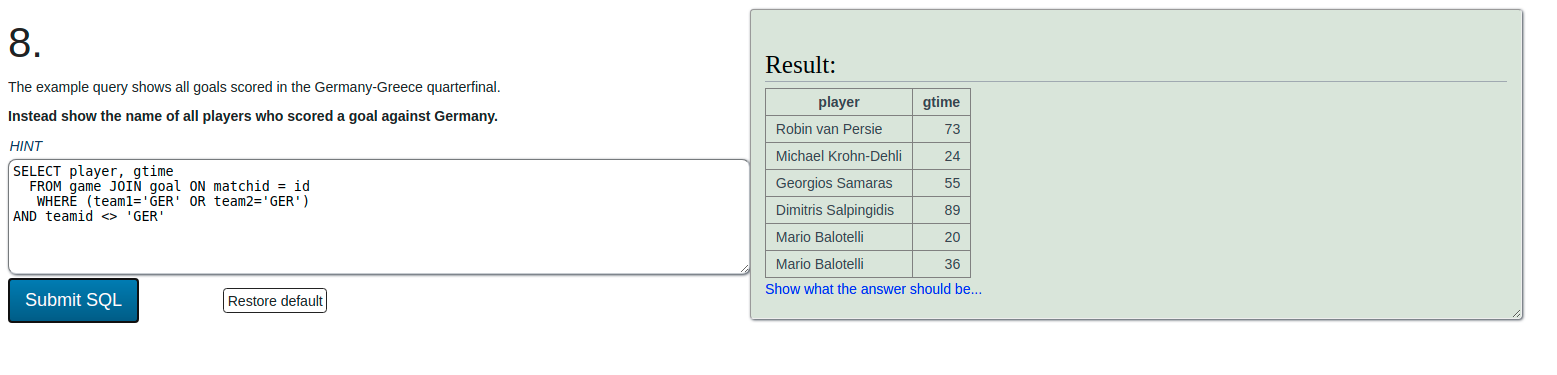 8.
The example query shows all goals scored in the Germany-Greece quarterfinal.
Instead show the name of all players who scored a goal against Germany.
HINT
SELECT player, gtime
FROM game JOIN goal ON matchid = id
WHERE (team1='GER' OR team2='GER')
AND teamid <> 'GER'
Submit SQL
Restore default
Result:
player gtime
Robin van Persie 73
Michael Krohn-Dehli 24
Georgios Samaras 55
Dimitris Salpingidis 89
Mario Balotelli 20
Mario Balotelli 36
Show what the answer should be...